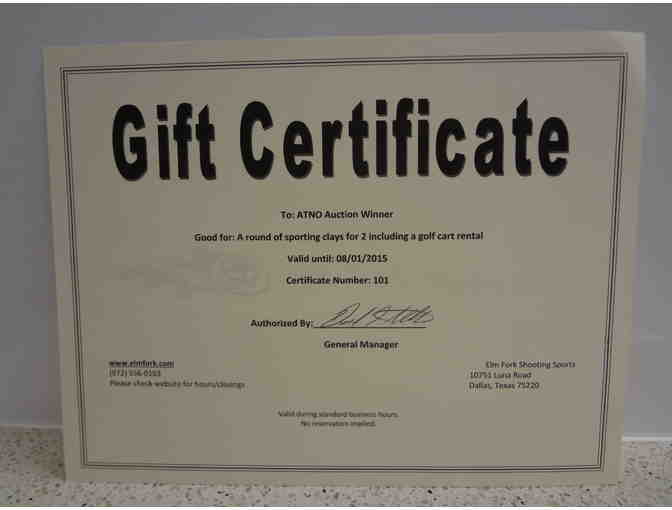 Gift Certificate
To: ATNO Auction Winner
Good for: A round of sporting clays for 2 including a golf cart rental
Valid until: 08/01/2015
Certificate Number: 101
Authorized By:
General Manager
www.elmfork.com
(972) 556-0103
Please check website for hours/closings
Elm Fork Shooting Sports
10751 Luna Road
Dallas, Texas 75220
Valid during standard business hours.
No reservation implied.